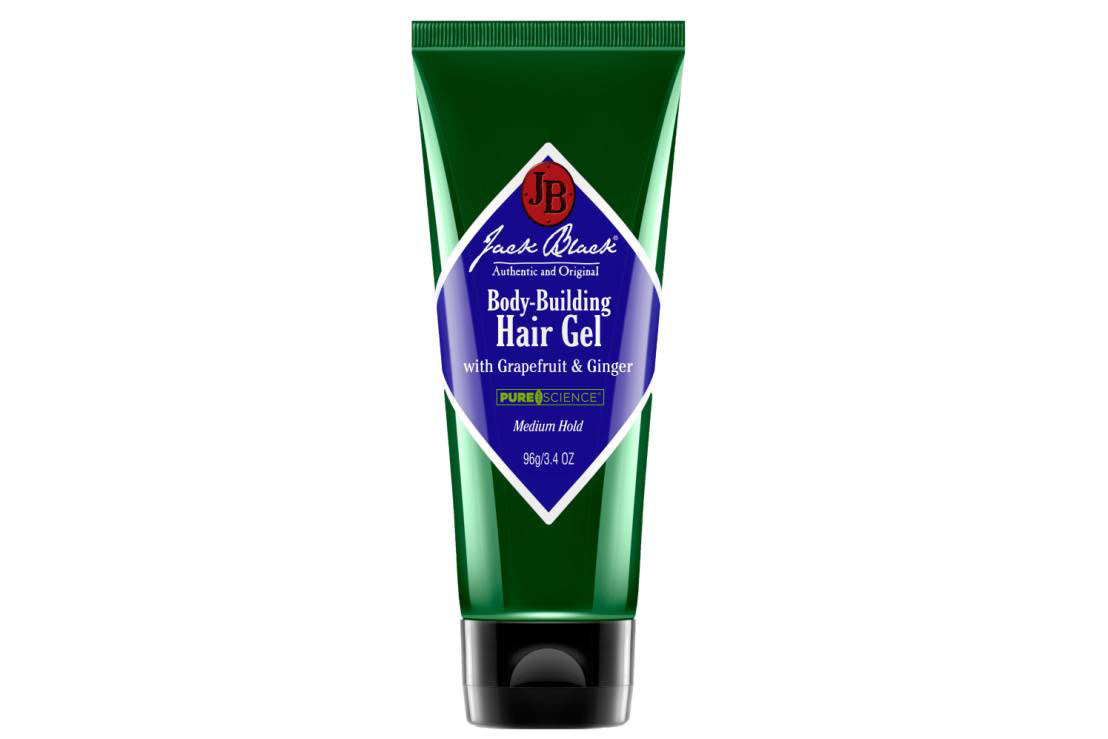 JB
Jack Black®
Authentic and Original
Body-Building
Hair Gel
with Grapefruit & Ginger
PURE SCIENCE®
Medium Hold
96g/3.4 OZ